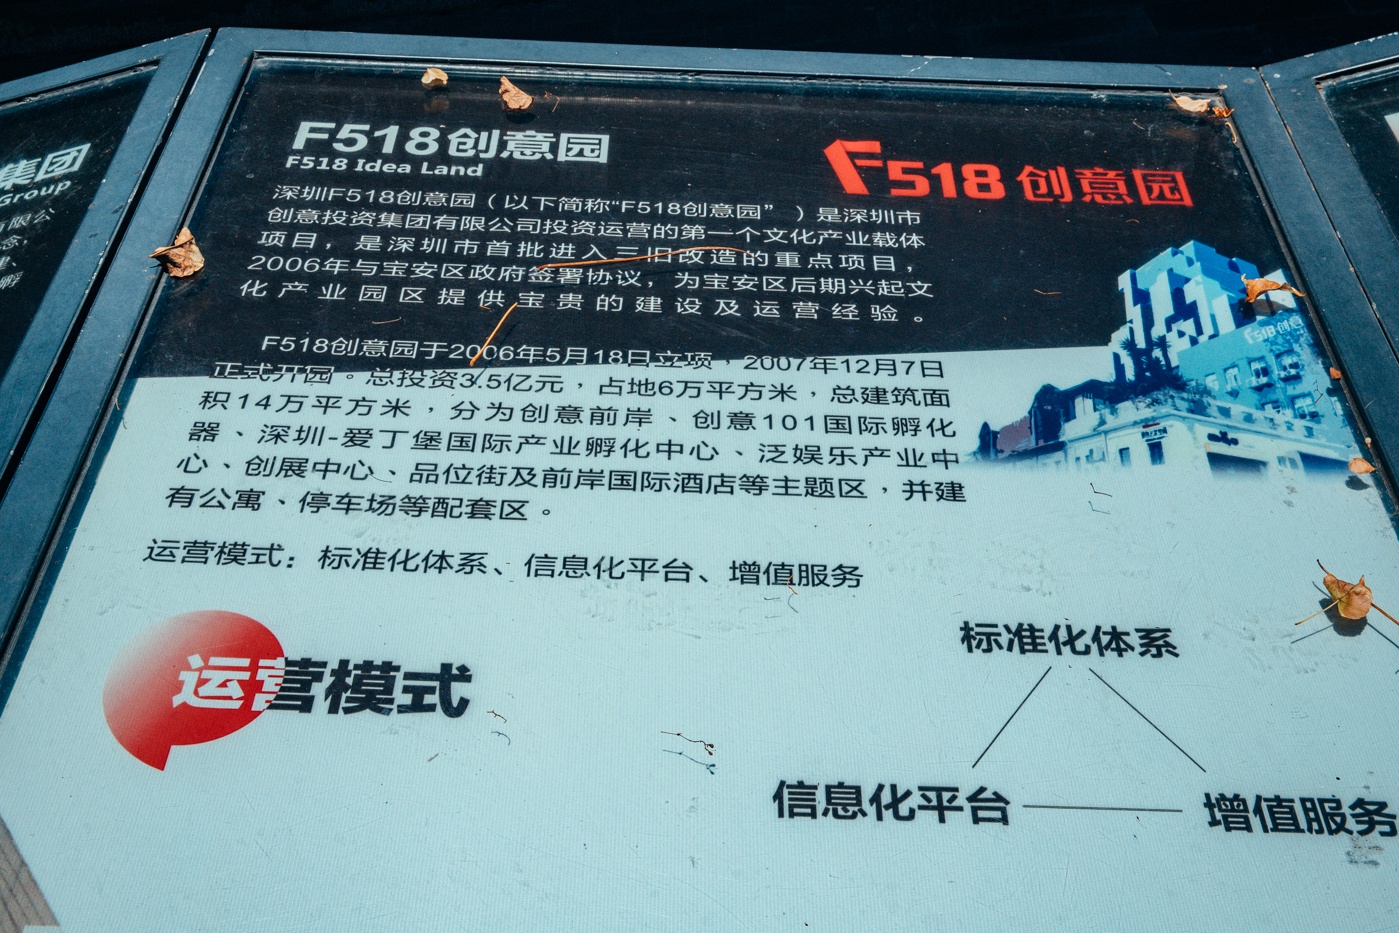 集团
Group
有限公
F518创意园
F518 Idea Land
F518创意园
深圳F518创意园（以下简称“F518创意园”）是深圳市
创意投资集团有限公司投资运营的第一个文化产业载体
项目，是深圳市首批进入三旧改造的重点项目，
2006年与宝安区政府签署协议，为宝安区后期兴起文
化产业园区提供宝贵的建设及运营经验。
F518创意园于2006年5月18日立项，2007年12月7日
正式开园。总投资3.5亿元，占地6万平方米，总建筑面
积14万平方米，分为创意前岸、创意101国际孵化
器、深圳-爱丁堡国际产业孵化中心、泛娱乐产业中
心、创展中心、品位街及前岸国际酒店等主题区，并建
有公寓、停车场等配套区。
运营模式：标准化体系、信息化平台、增值服务
运营模式
标准化体系
信息化平台
增值服务
F518创意